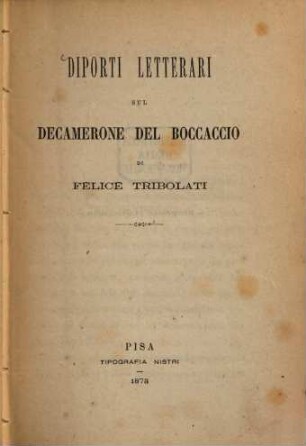 DIPORTI LETTERARI
SUL
DECAMERONE DEL BOCCACCIO
DI
FELICE TRIBOLATI
PISA
TIPOGRAFIA NISTRI
1873